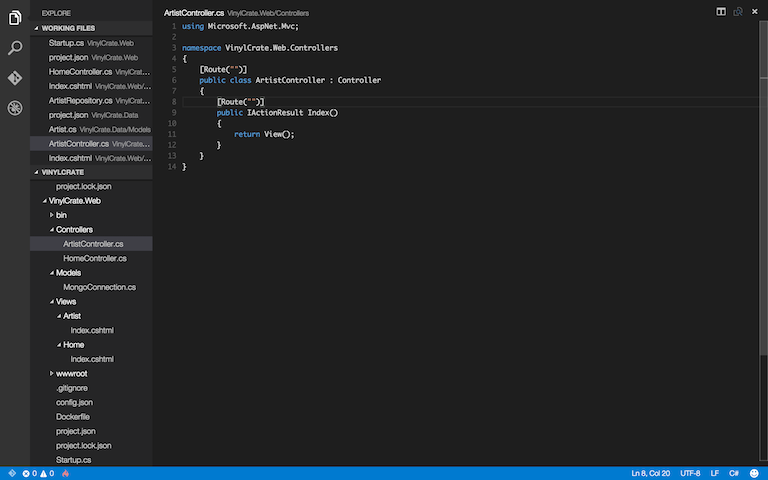 EXPLORE
WORKING FILES
Startup.cs VinylCrate.Web
project.json VinylCrate.Web
HomeController.cs VinylCrat...
Index.cshtml VinylCrate.Web/...
ArtistRepository.cs VinylCrate...
project.json VinylCrate.Data
Artist.cs VinylCrate.Data/Models
ArtistController.cs VinylCrate...
Index.cshtml VinylCrate.Web/...
VINYLCRATE
project.lock.json
VinylCrate.Web
bin
Controllers
ArtistController.cs
HomeController.cs
Models
MongoConnection.cs
Views
Artist
Index.cshtml
Home
Index.cshtml
wwwroot
.gitignore
config.json
Dockerfile
project.json
project.lock.json
Startup.cs
ArtistController.cs VinylCrate.Web/Controllers
1 using Microsoft.AspNet.Mvc;
2
3 namespace VinylCrate.Web.Controllers
4 {
5 [Route("")]
6 public class ArtistController : Controller
7 {
8 [Route("")]
9 public IActionResult Index()
10 {
11 return View();
12 }
13 }
14 }
0 0 Ln 8, Col 20 UTF-8 LF C#